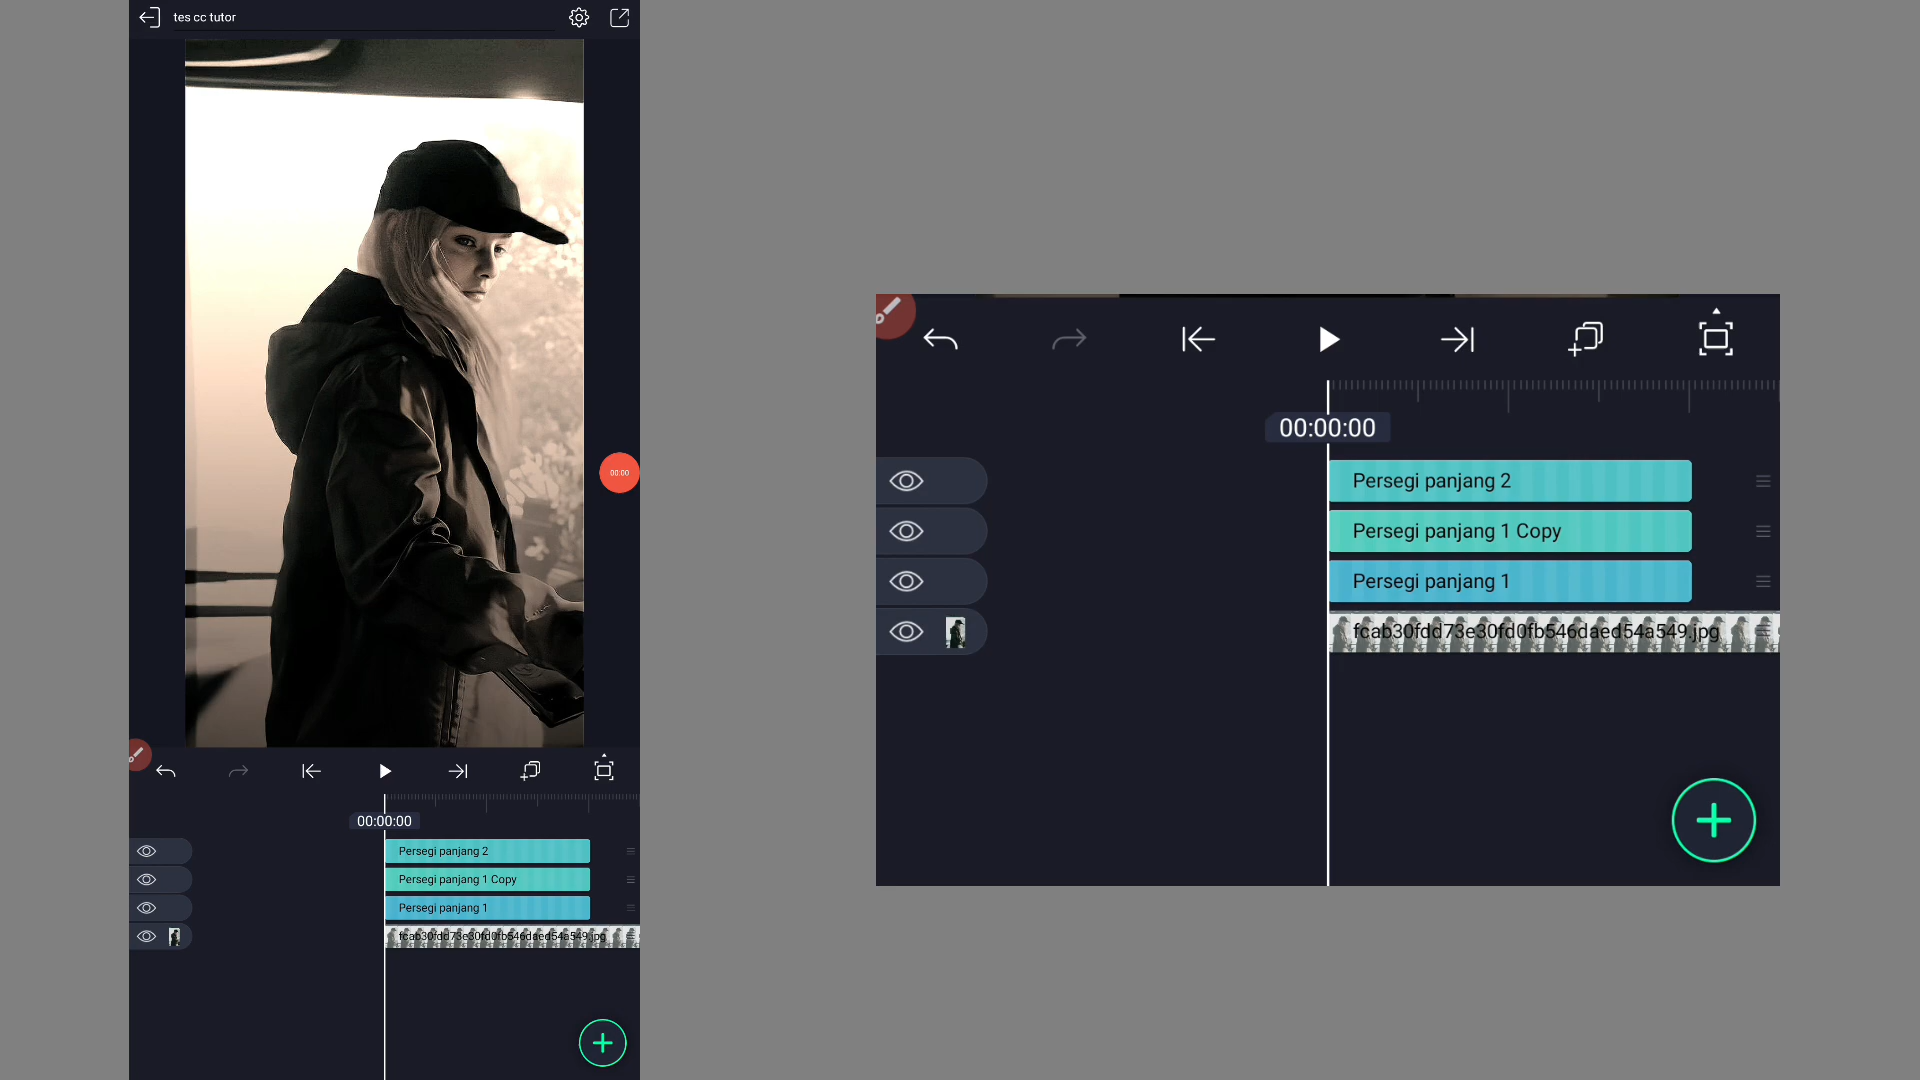 tes cc tutor
00:00
00:00:00
Persegi panjang 2
Persegi panjang 1 Copy
Persegi panjang 1
fcab30fdd73e30fd0fb546daed54a549.jpg
00:00:00
Persegi panjang 2
Persegi panjang 1 Copy
Persegi panjang 1
fcab30fdd73e30fd0fb546daed54a549.jpg